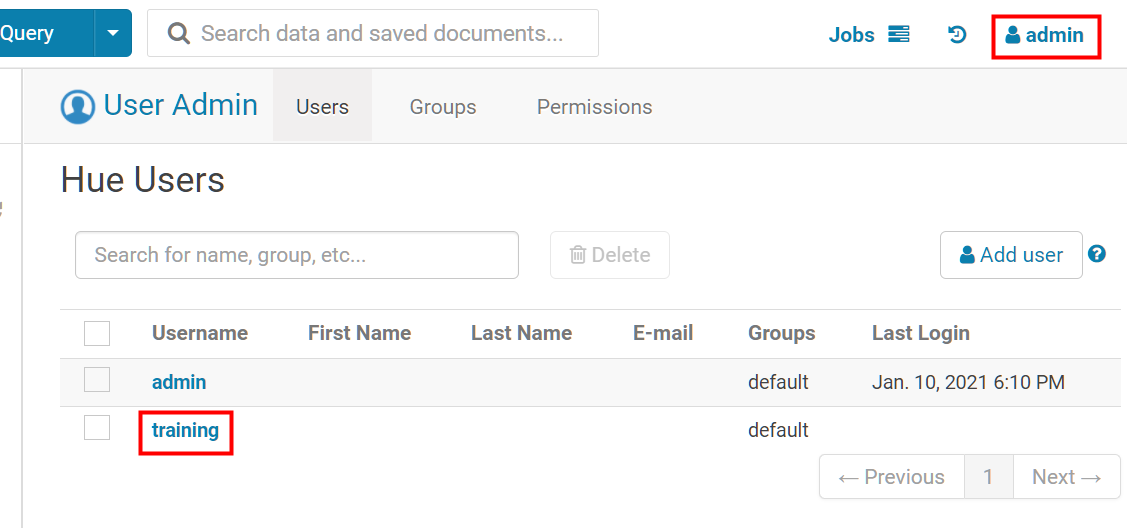 Query Search data and saved documents... Jobs admin
User Admin Users Groups Permissions
Hue Users
Search for name, group, etc... Delete Add user ?
Username First Name Last Name E-mail Groups Last Login
admin default Jan. 10, 2021 6:10 PM
training default
← Previous 1 Next →